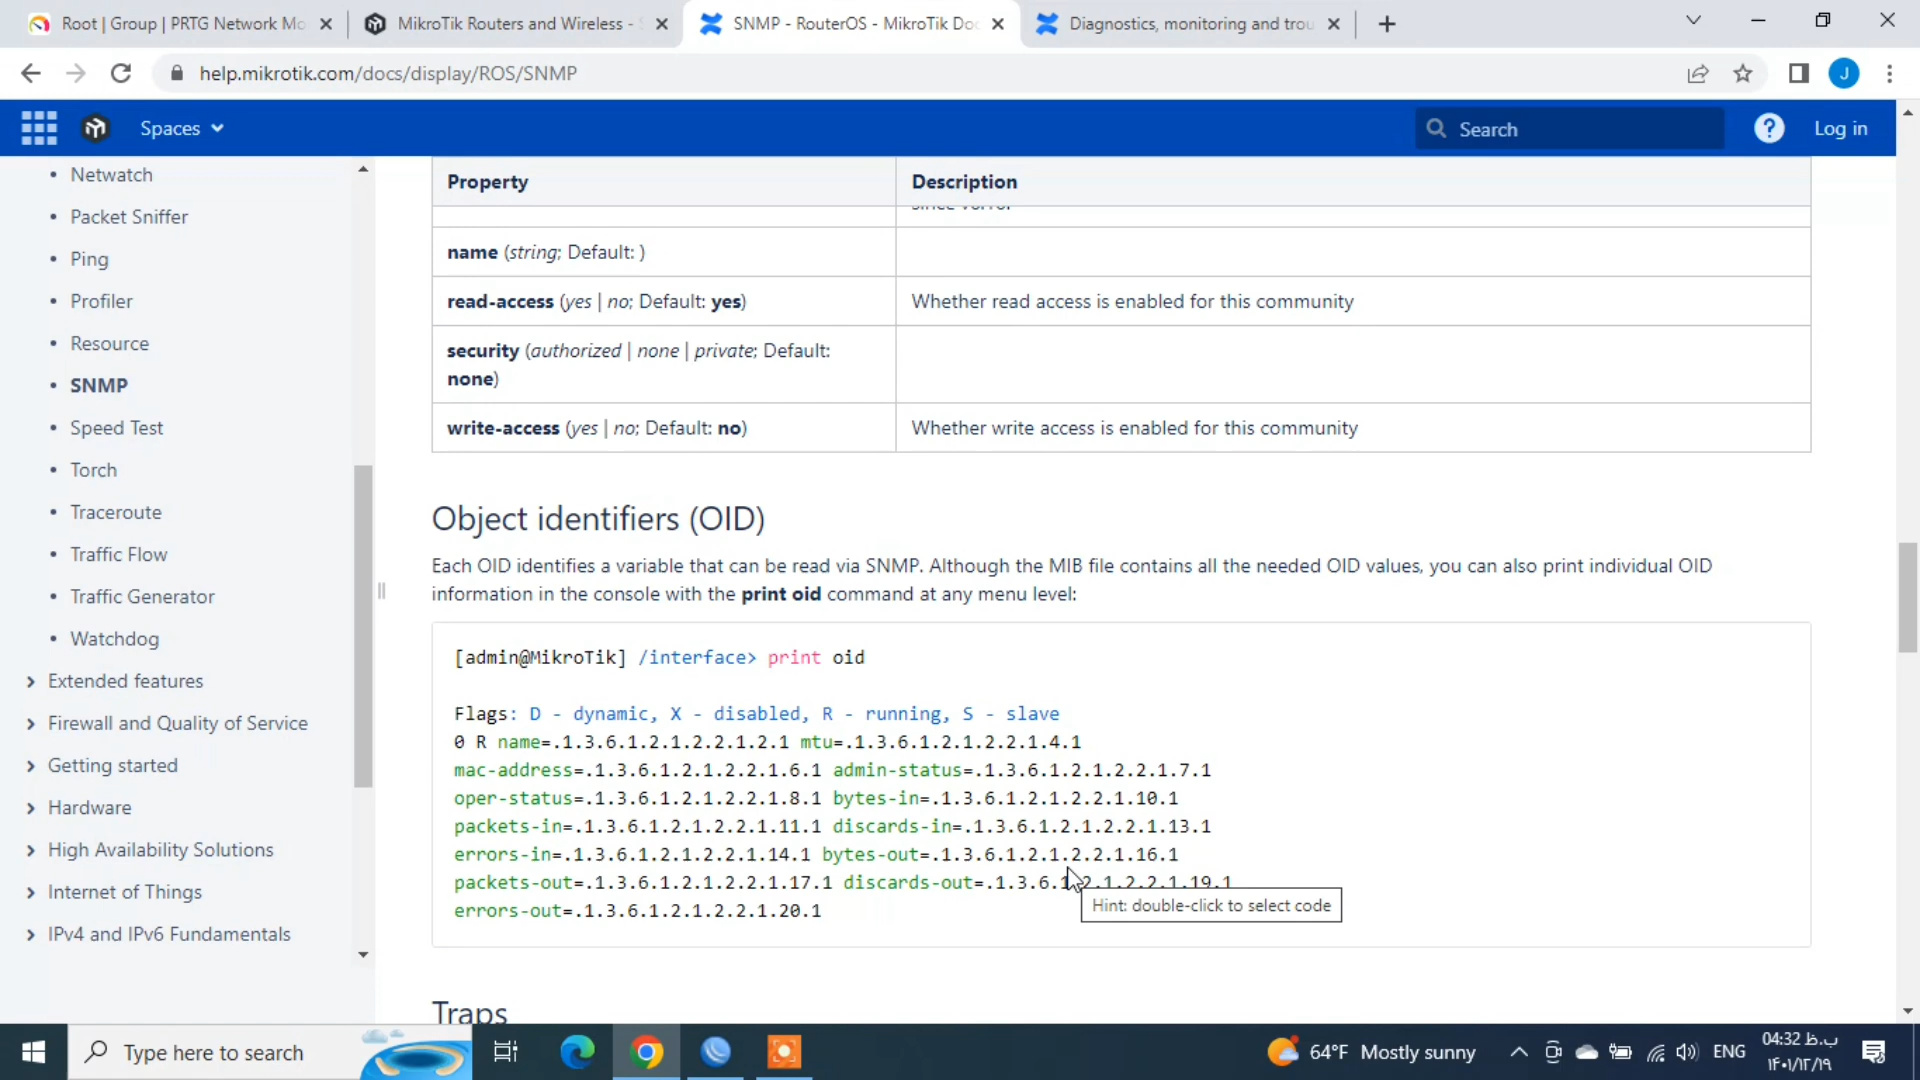 Root | Group | PRTG Network Mo
MikroTik Routers and Wireless -
SNMP - RouterOS - MikroTik Do
Diagnostics, monitoring and trou
help.mikrotik.com/docs/display/ROS/SNMP
J
Spaces
Search
?
Log in
Netwatch
Packet Sniffer
Ping
Profiler
Resource
SNMP
Speed Test
Torch
Traceroute
Traffic Flow
Traffic Generator
Watchdog
Extended features
Firewall and Quality of Service
Getting started
Hardware
High Availability Solutions
Internet of Things
IPv4 and IPv6 Fundamentals
Property Description
name (string; Default: )
read-access (yes | no; Default: yes) Whether read access is enabled for this community
security (authorized | none | private; Default:
none)
write-access (yes | no; Default: no) Whether write access is enabled for this community
Object identifiers (OID)
Each OID identifies a variable that can be read via SNMP. Although the MIB file contains all the needed OID values, you can also print individual OID
information in the console with the print oid command at any menu level:
[admin@MikroTik] /interface> print oid
Flags: D - dynamic, X - disabled, R - running, S - slave
0 R name=.1.3.6.1.2.1.2.2.1.2.1 mtu=.1.3.6.1.2.1.2.2.1.4.1
mac-address=.1.3.6.1.2.1.2.2.1.6.1 admin-status=.1.3.6.1.2.1.2.2.1.7.1
oper-status=.1.3.6.1.2.1.2.2.1.8.1 bytes-in=.1.3.6.1.2.1.2.2.1.10.1
packets-in=.1.3.6.1.2.1.2.2.1.11.1 discards-in=.1.3.6.1.2.1.2.2.1.13.1
errors-in=.1.3.6.1.2.1.2.2.1.14.1 bytes-out=.1.3.6.1.2.1.2.2.1.16.1
packets-out=.1.3.6.1.2.1.2.2.1.17.1 discards-out=.1.3.6.1.2.1.2.2.1.19.1
errors-out=.1.3.6.1.2.1.2.2.1.20.1
Hint: double-click to select code
Traps
Type here to search
64°F Mostly sunny
ENG
04:32 ب.ظ
۱۴۰۱/۱۲/۱۹